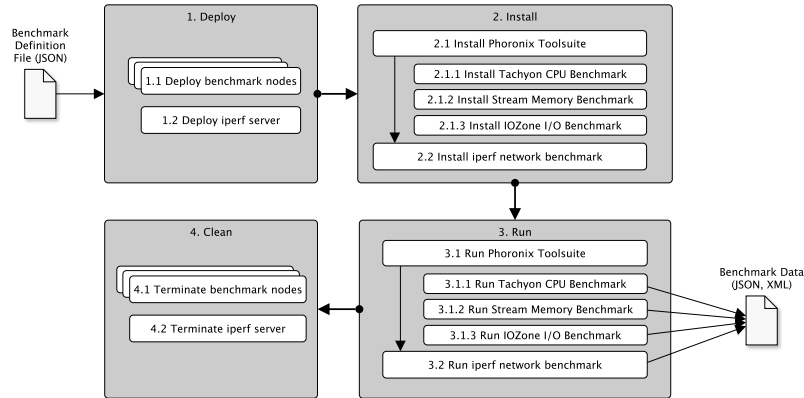 Benchmark
Definition
File (JSON)
1. Deploy
1.1 Deploy benchmark nodes
1.2 Deploy iperf server
2. Install
2.1 Install Phoronix Toolsuite
2.1.1 Install Tachyon CPU Benchmark
2.1.2 Install Stream Memory Benchmark
2.1.3 Install IOZone I/O Benchmark
2.2 Install iperf network benchmark
3. Run
3.1 Run Phoronix Toolsuite
3.1.1 Run Tachyon CPU Benchmark
3.1.2 Run Stream Memory Benchmark
3.1.3 Run IOZone I/O Benchmark
3.2 Run iperf network benchmark
Benchmark Data
(JSON, XML)
4. Clean
4.1 Terminate benchmark nodes
4.2 Terminate iperf server